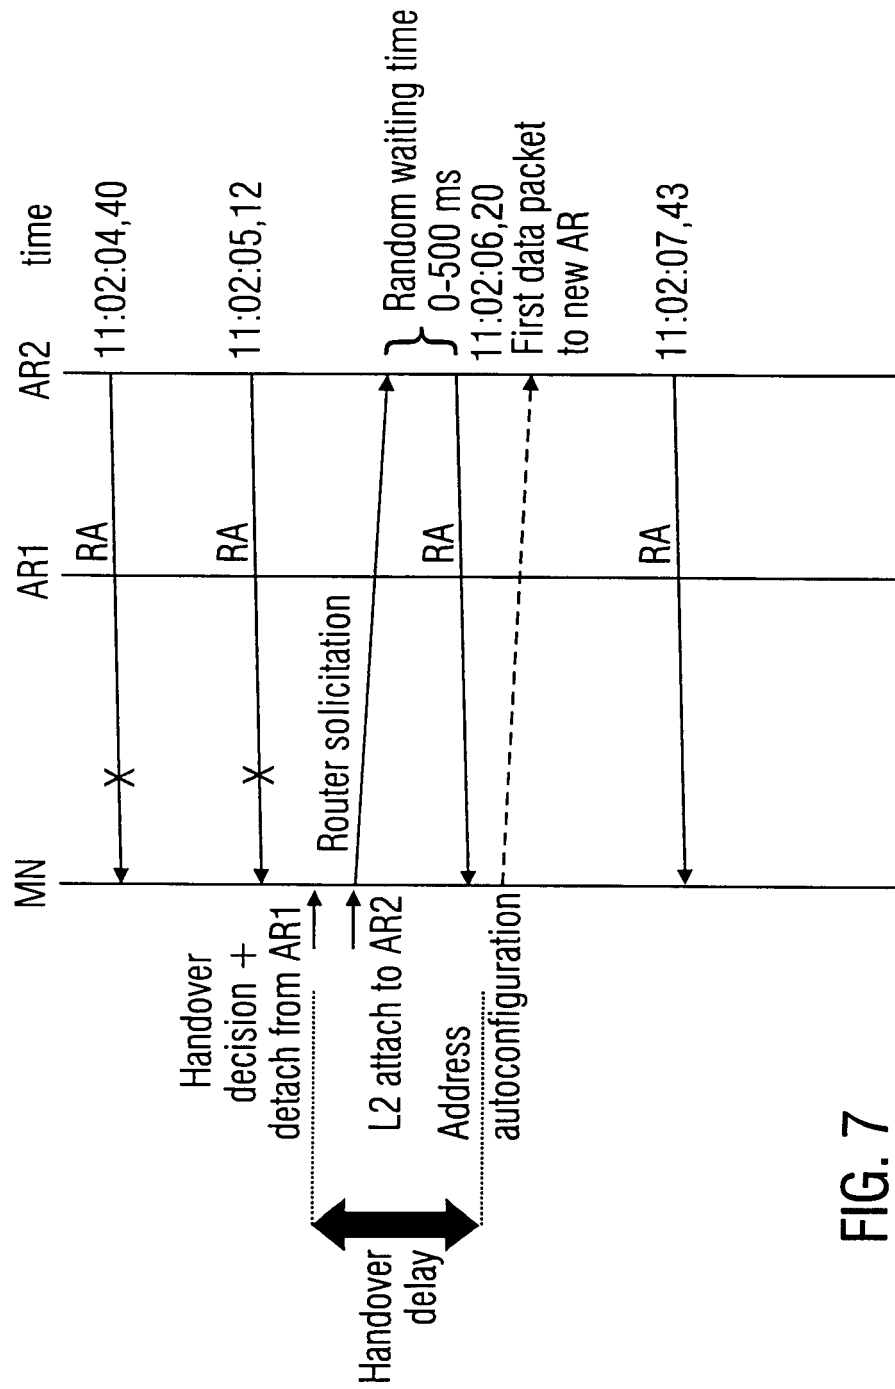 MN
AR1
AR2
time
RA
11:02:04,40
X
RA
11:02:05,12
X
Handover
decision +
detach from AR1
Router solicitation
L2 attach to AR2
Random waiting time
0-500 ms
RA
11:02:06,20
Address
autoconfiguration
First data packet
to new AR
RA
11:02:07,43
Handover
delay
FIG. 7